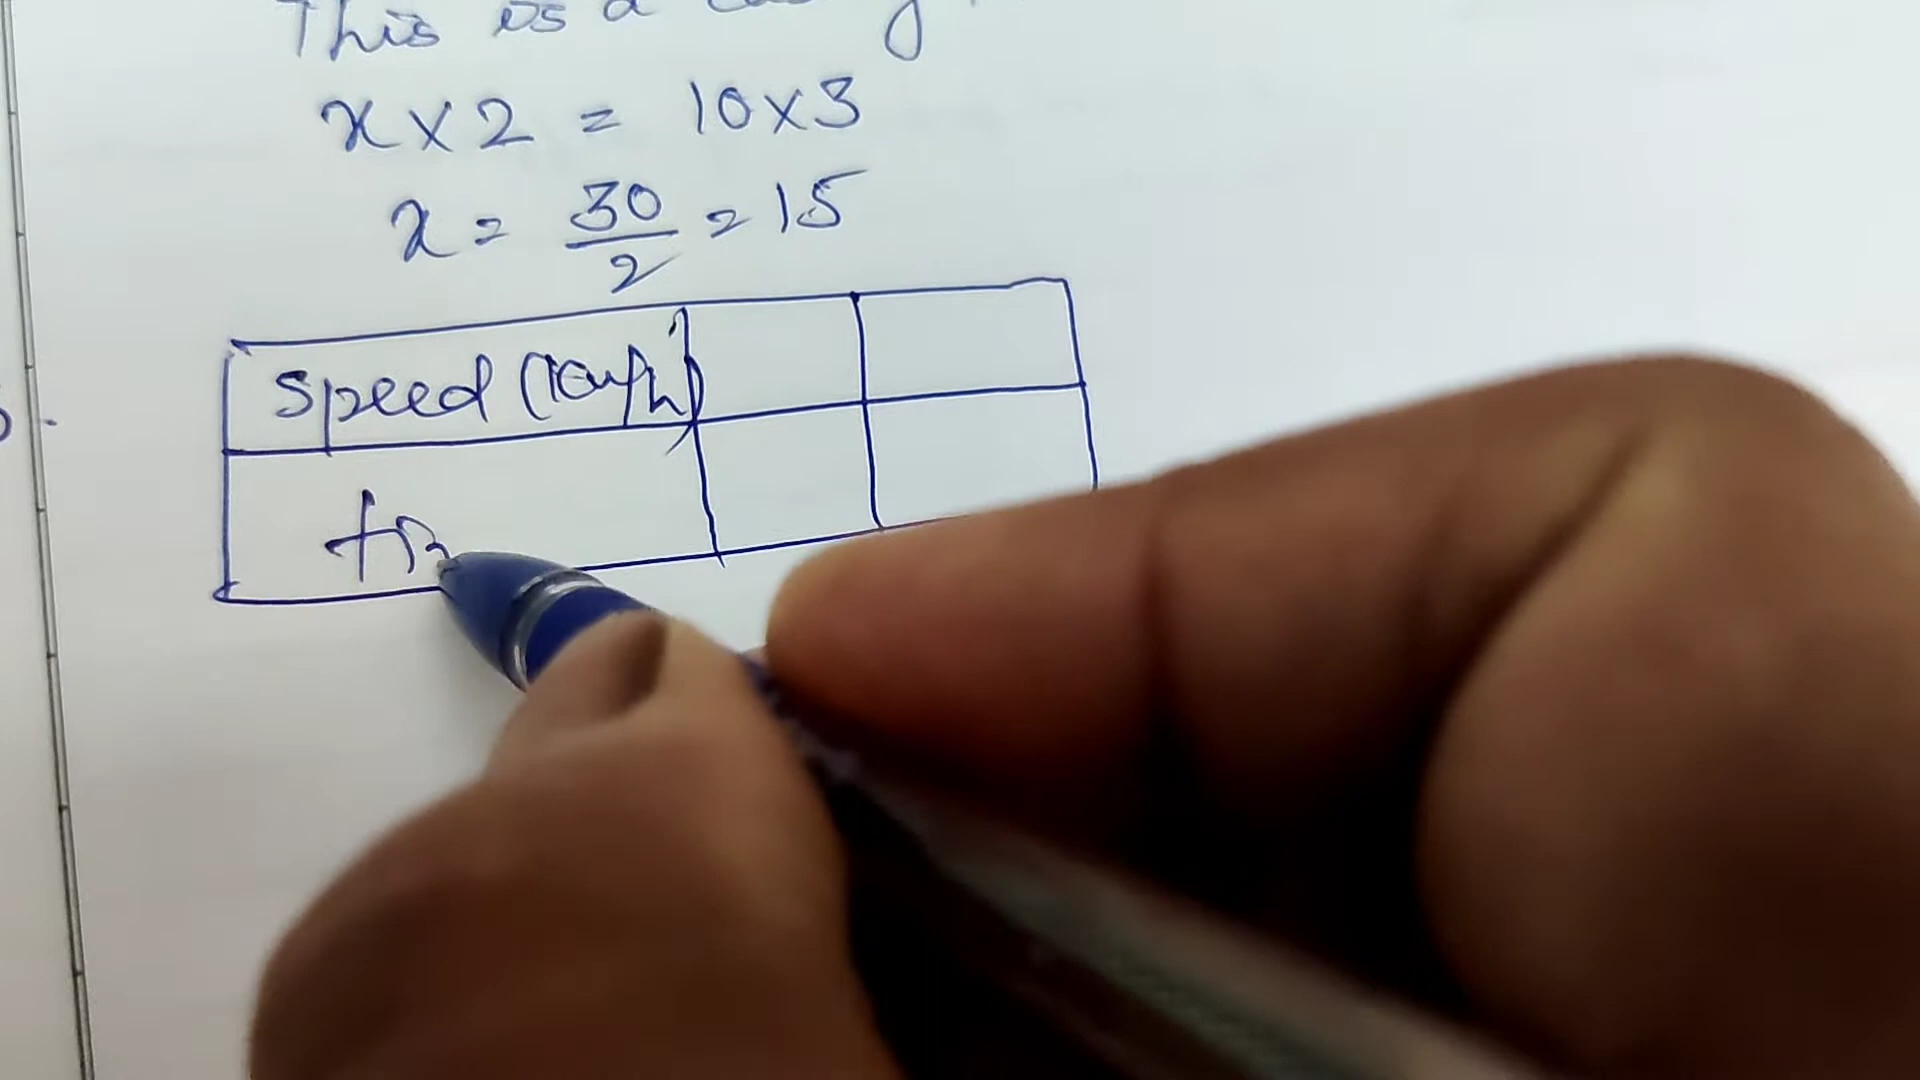 This is a
x × 2 = 10 × 3
x = 30/2 = 15
Speed (km/h)